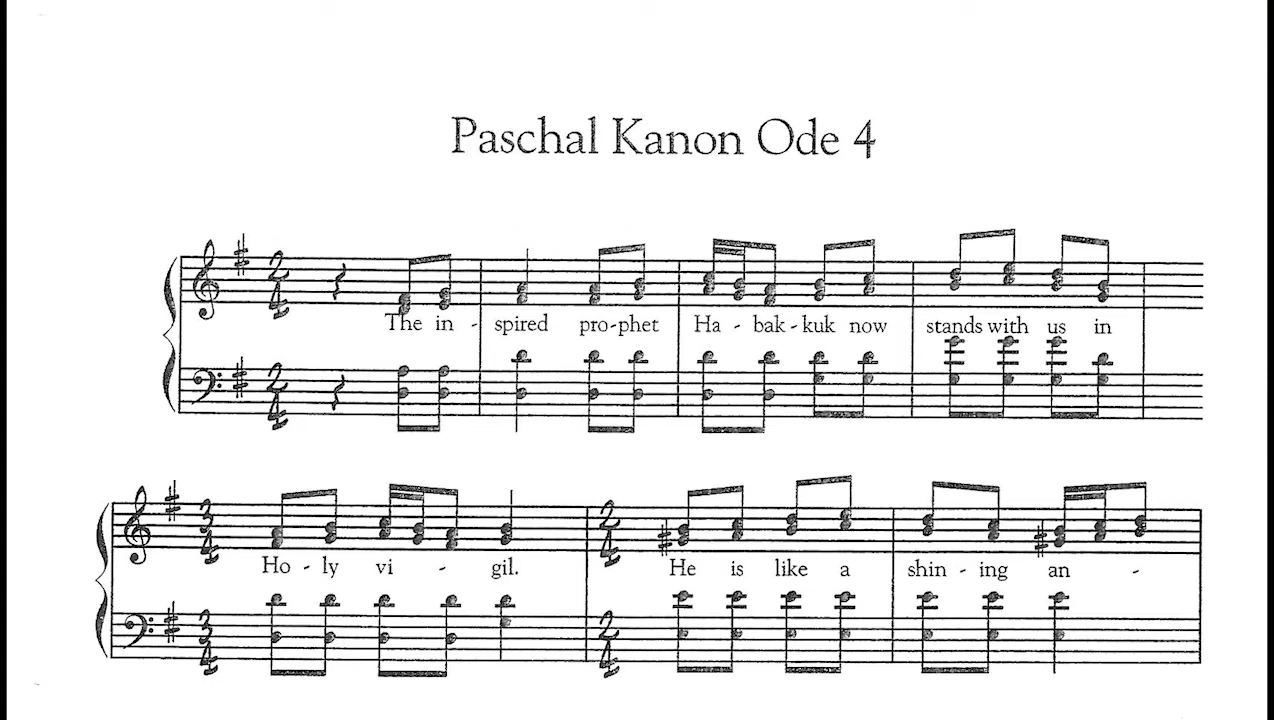 Paschal Kanon Ode 4
The in - spired pro-phet Ha - bak-kuk now stands with us in
Ho - ly vi - gil. He is like a shin - ing an -